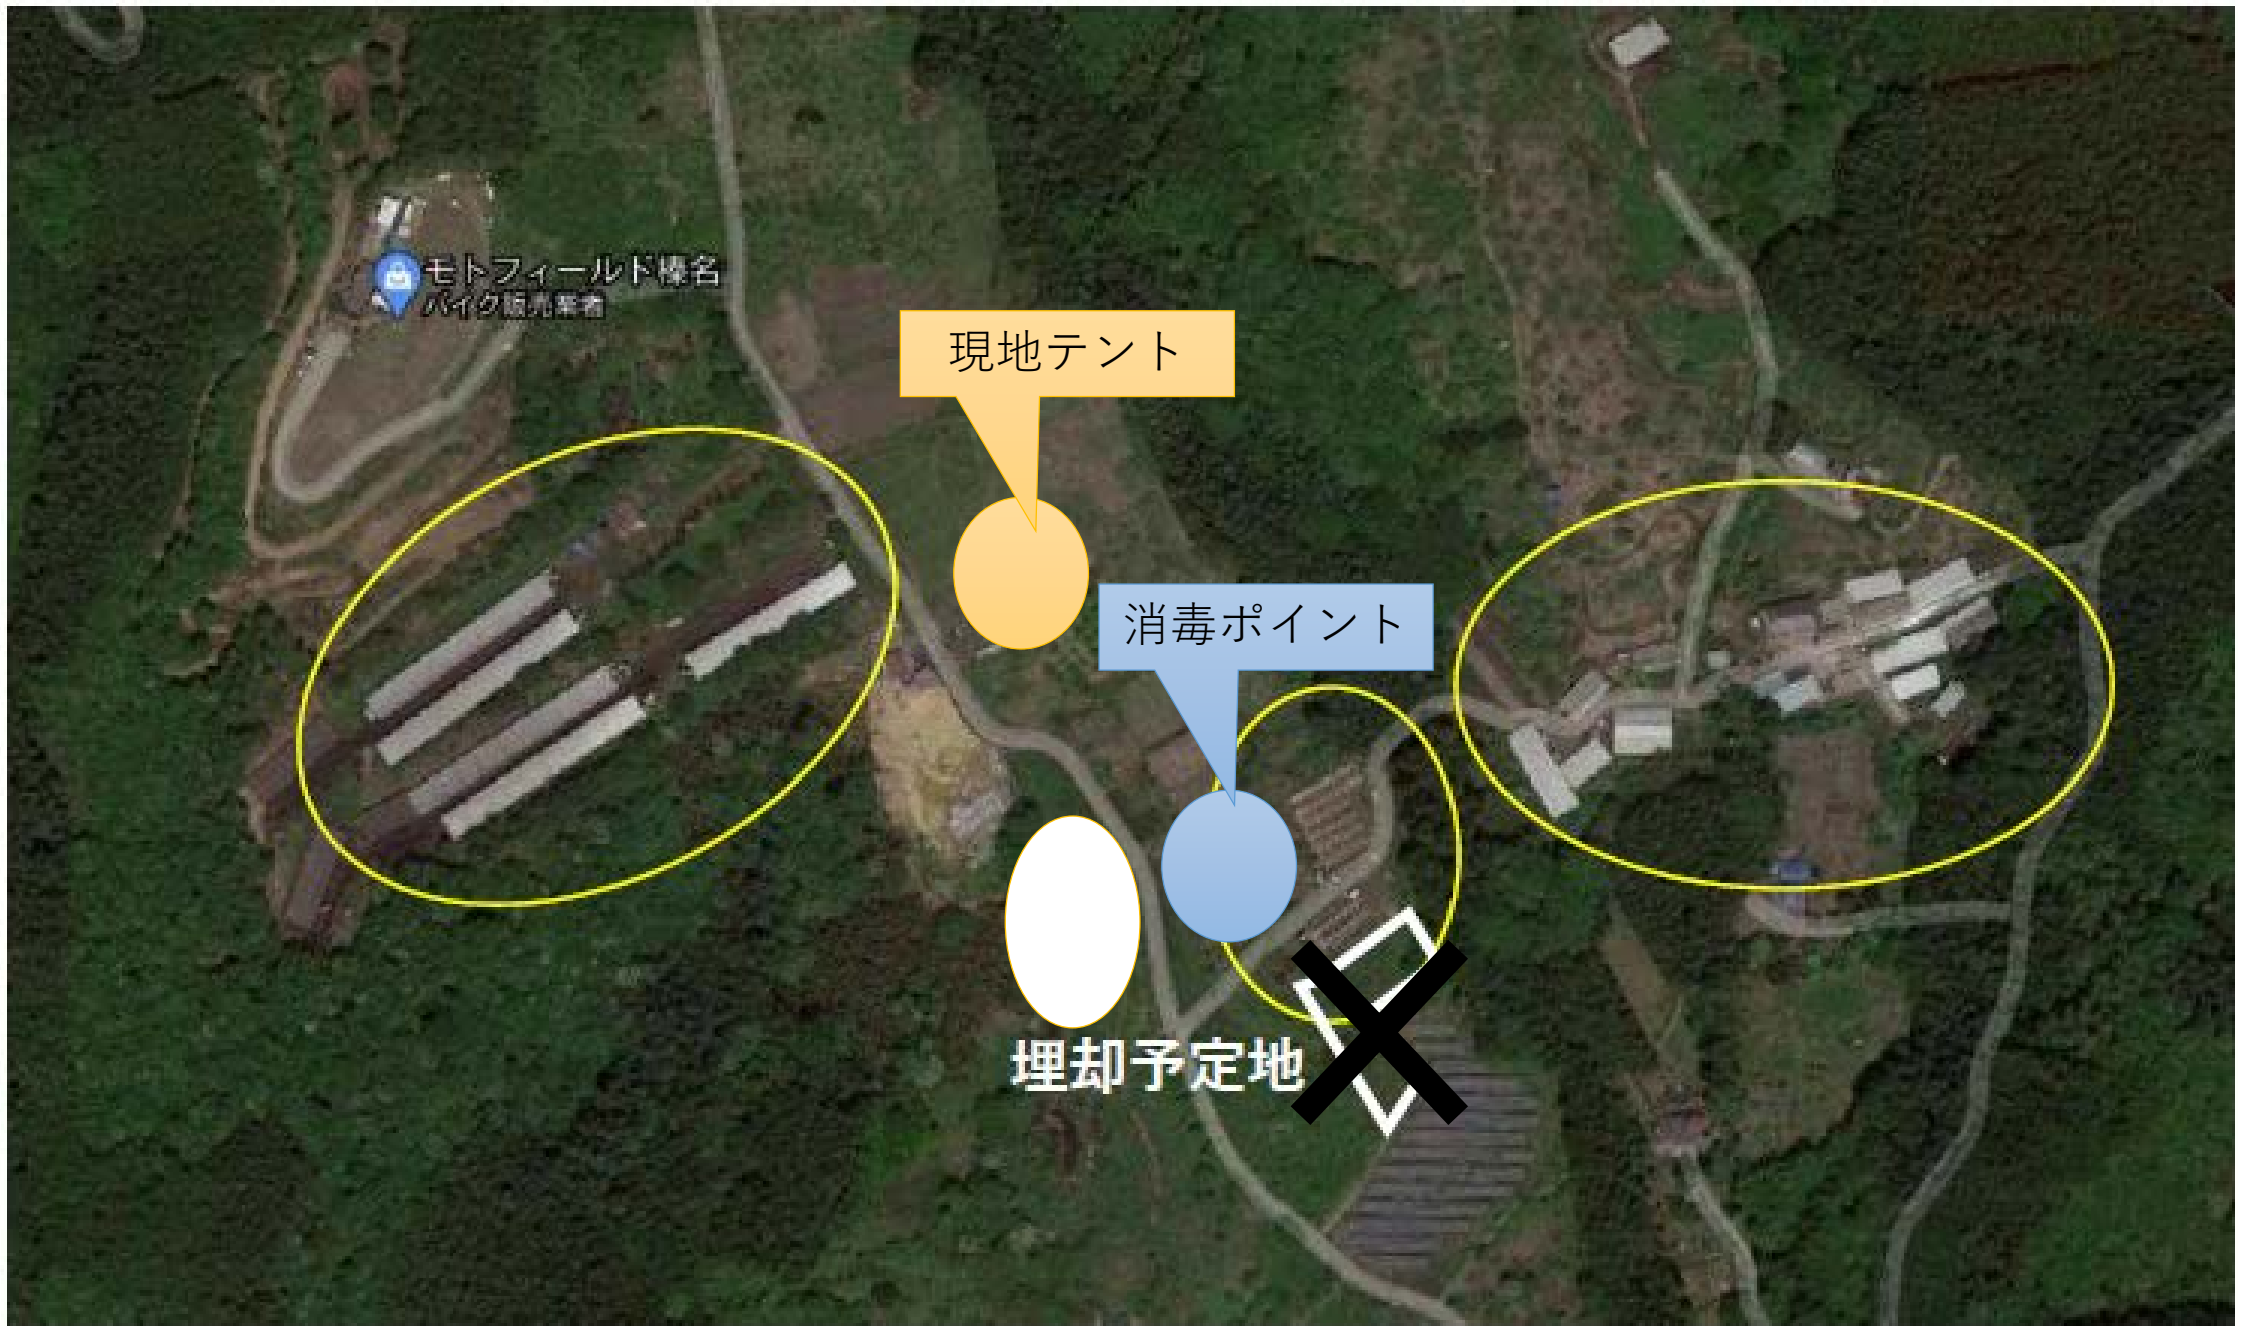 モトフィールド榛名
バイク販売業者
現地テント
消毒ポイント
埋却予定地